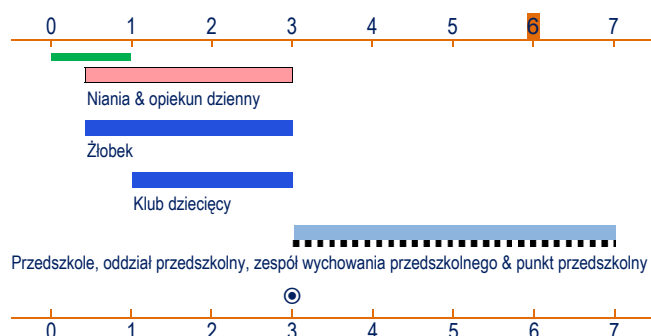 0 1 2 3 4 5 6 7
Niania & opiekun dzienny
Żłobek
Klub dziecięcy
Przedszkole, oddział przedszkolny, zespół wychowania przedszkolnego & punkt przedszkolny
0 1 2 3 4 5 6 7